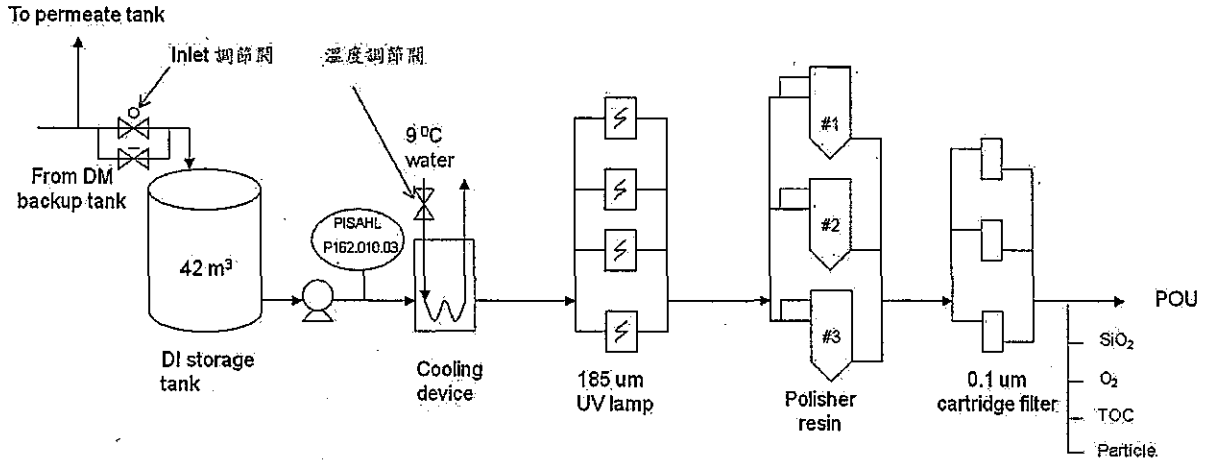 To permeate tank
Inlet 調節閥
溫度調節閥
9 ⁰C
water
From DM
backup tank
PISAHL
P162.010.03
42 m³
DI storage
tank
Cooling
device
185 um
UV lamp
#1
#2
#3
Polisher
resin
0.1 um
cartridge filter
POU
SiO₂
O₂
TOC
Particle